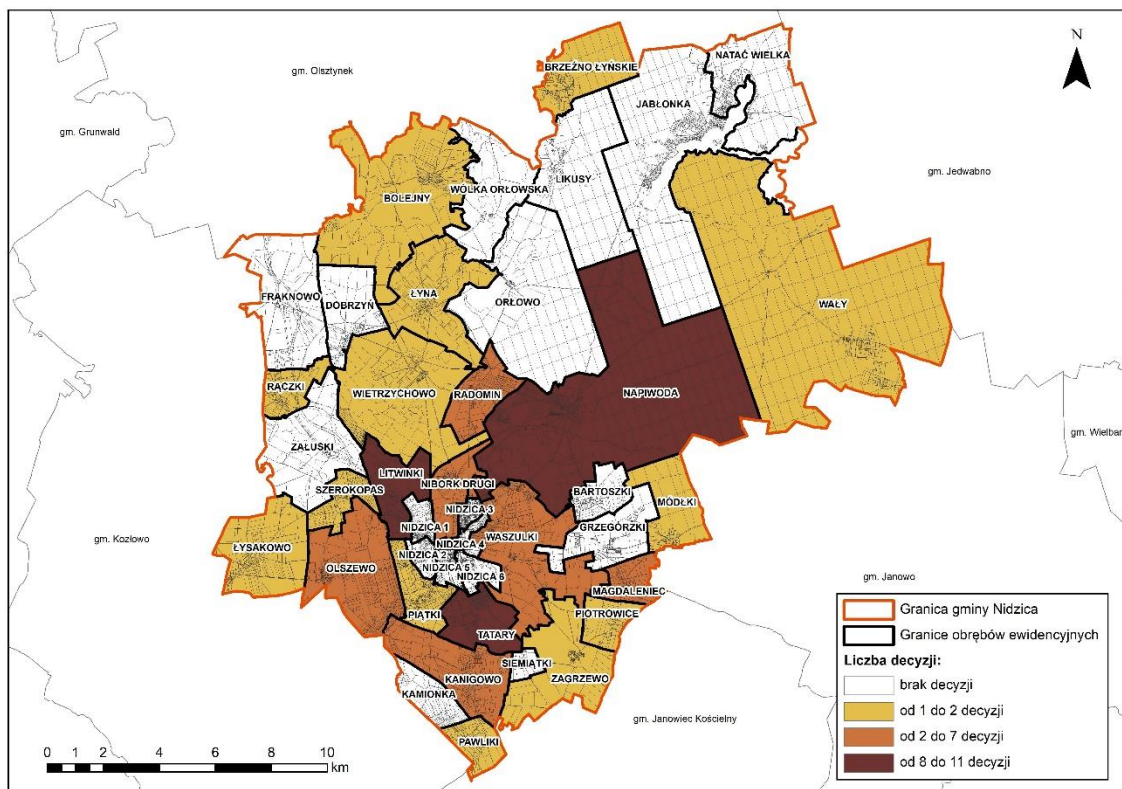 N
NATAĆ WIELKA
BRZEŹNO ŁYŃSKIE
gm. Olsztynek
JABŁONKA
gm. Grunwald
LIKUSY
gm. Jedwabno
WÓLKA ORŁOWSKA
BOLEJNY
ŁYNA
FRĄKNOWO
DOBRZYŃ
ORŁOWO
WAŁY
RĄCZKI
WIETRZYCHOWO
RADOMIN
NAPIWODA
gm. Wielbar
ZAŁUSKI
LITWINKI
NIBORK DRUGI
SZEROKOPAS
BARTOSZKI
MÓDŁKI
NIDZICA 3
NIDZICA 1
GRZEGÓRZKI
WASZULKI
gm. Kozłowo
NIDZICA 4
ŁYSAKOWO
NIDZICA 2
OLSZEWO
NIDZICA 5
NIDZICA 6
gm. Janowo
MAGDALENIEC
PIĄTKI
PIOTROWICE
TATARY
SIEMIĄTKI
KANIGOWO
ZAGRZEWO
KAMIONKA
gm. Janowiec Kościelny
PAWLIKI
Granica gminy Nidzica
Granice obrębów ewidencyjnych
Liczba decyzji:
brak decyzji
od 1 do 2 decyzji
od 2 do 7 decyzji
od 8 do 11 decyzji
0 1 2 4 6 8 10
km